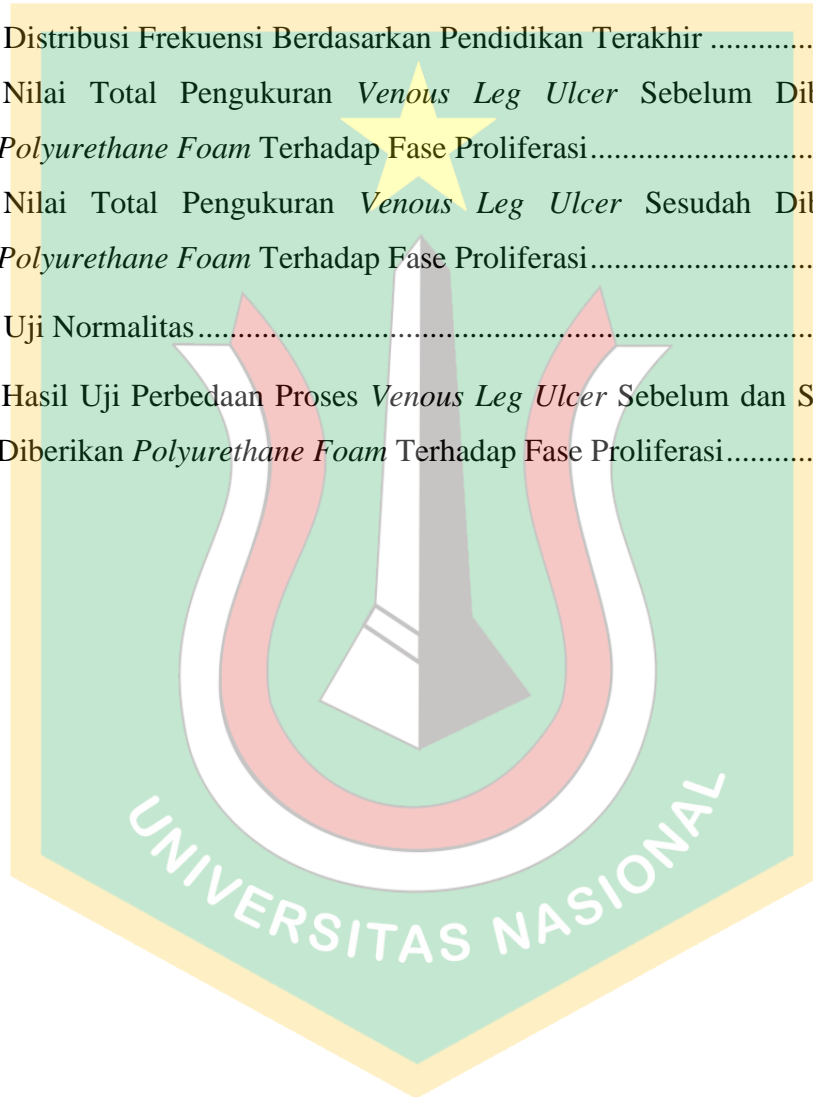 Distribusi Frekuensi Berdasarkan Pendidikan Terakhir .............
Nilai Total Pengukuran Venous Leg Ulcer Sebelum Dib
Polyurethane Foam Terhadap Fase Proliferasi............................
Nilai Total Pengukuran Venous Leg Ulcer Sesudah Dib
Polyurethane Foam Terhadap Fase Proliferasi............................
Uji Normalitas..............................................................................
Hasil Uji Perbedaan Proses Venous Leg Ulcer Sebelum dan S
Diberikan Polyurethane Foam Terhadap Fase Proliferasi...........
UNIVERSITAS NASIONAL